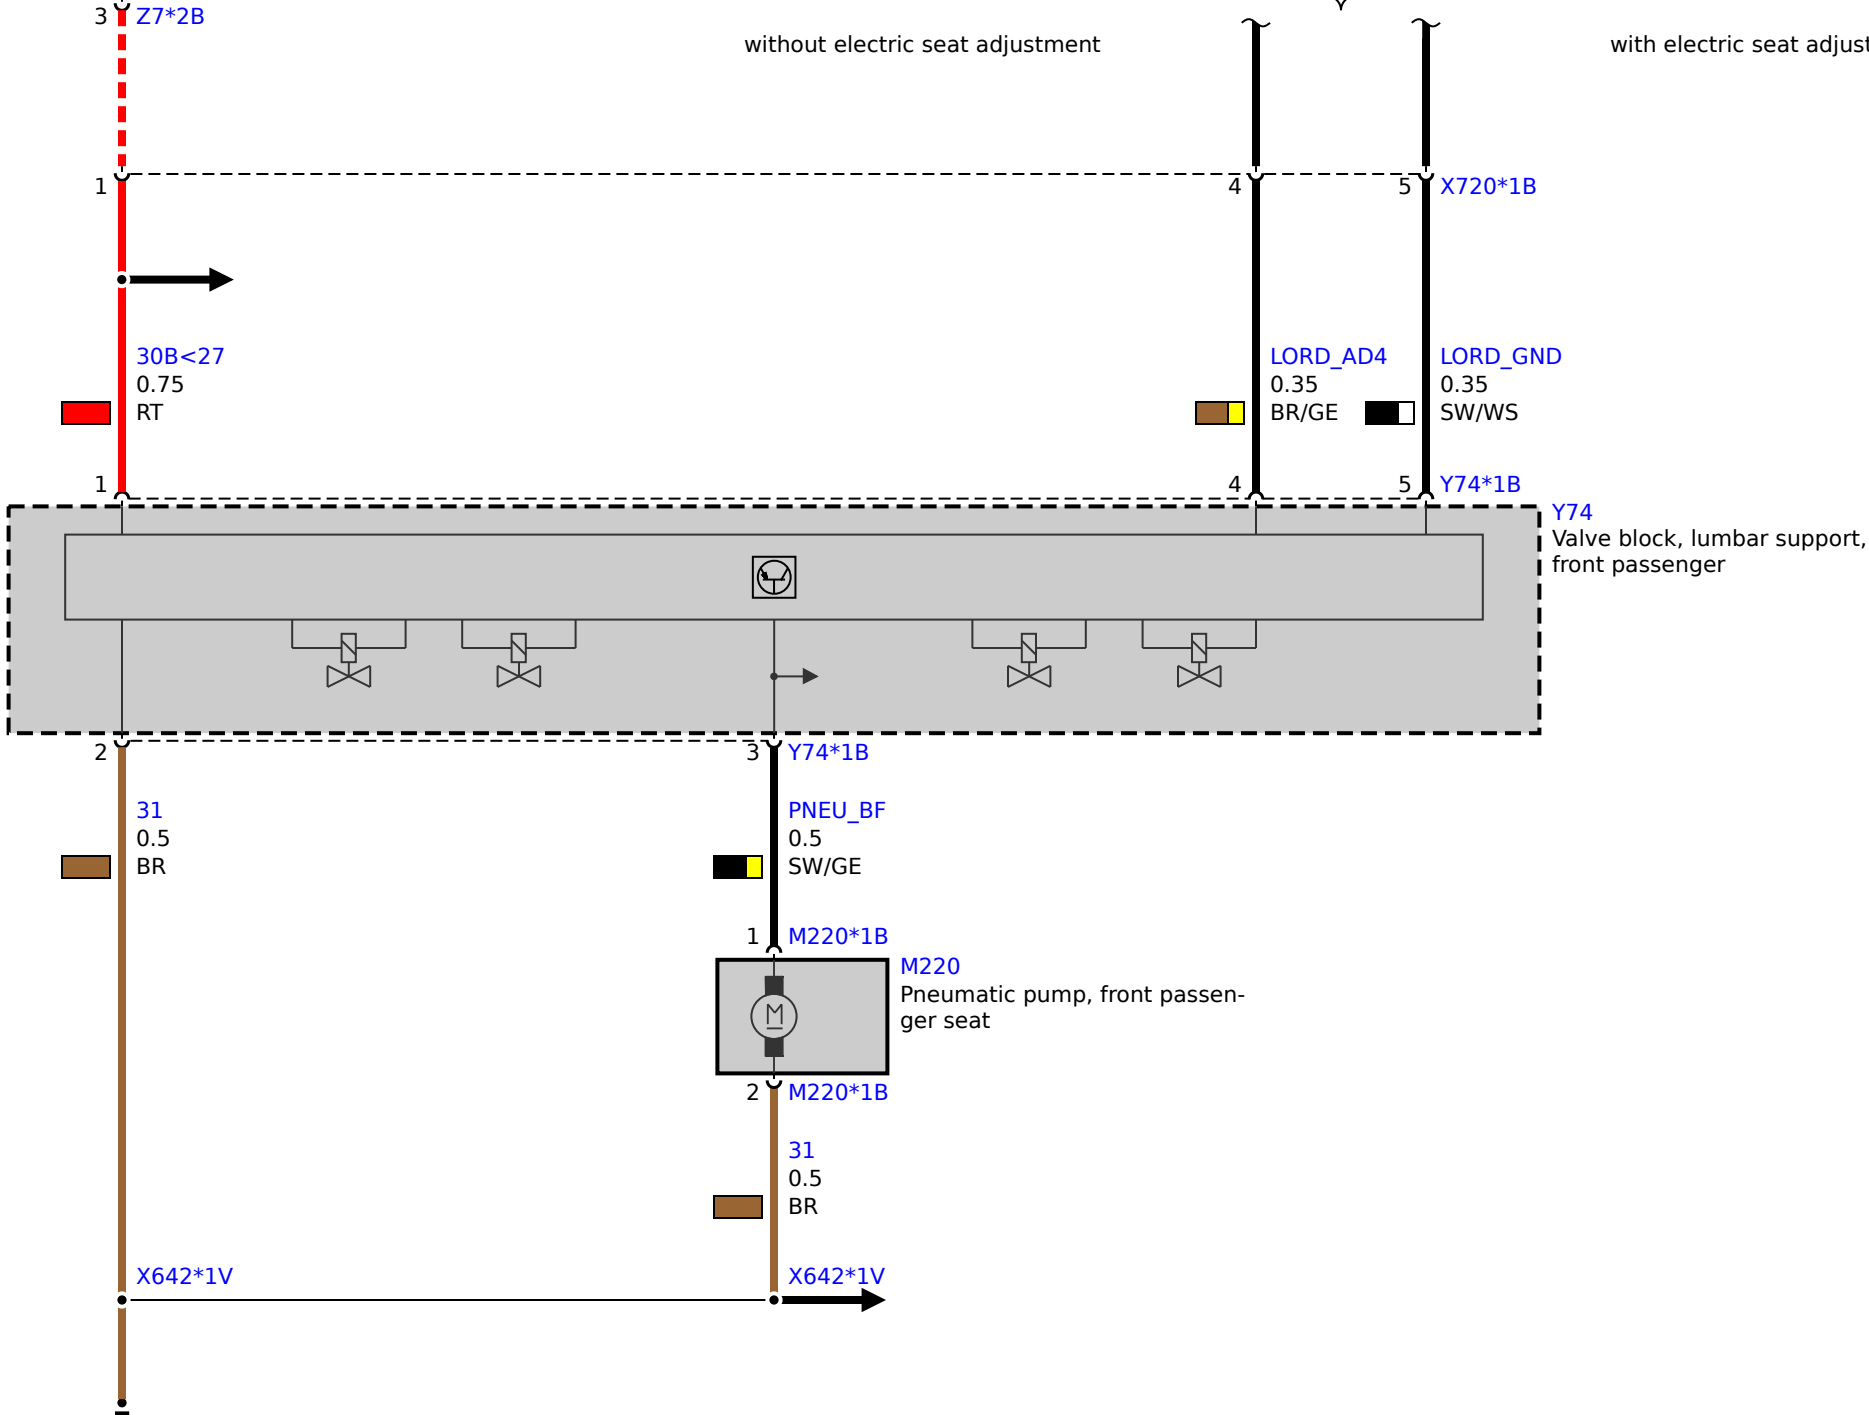 3 Z7*2B
without electric seat adjustment
with electric seat adjust
1
4
5 X720*1B
30B<27
0.75
RT
LORD_AD4
0.35
BR/GE
LORD_GND
0.35
SW/WS
1
4
5 Y74*1B
Y74
Valve block, lumbar support,
front passenger
2
3 Y74*1B
31
0.5
BR
PNEU_BF
0.5
SW/GE
1 M220*1B
M220
Pneumatic pump, front passen-
ger seat
M
2 M220*1B
31
0.5
BR
X642*1V
X642*1V